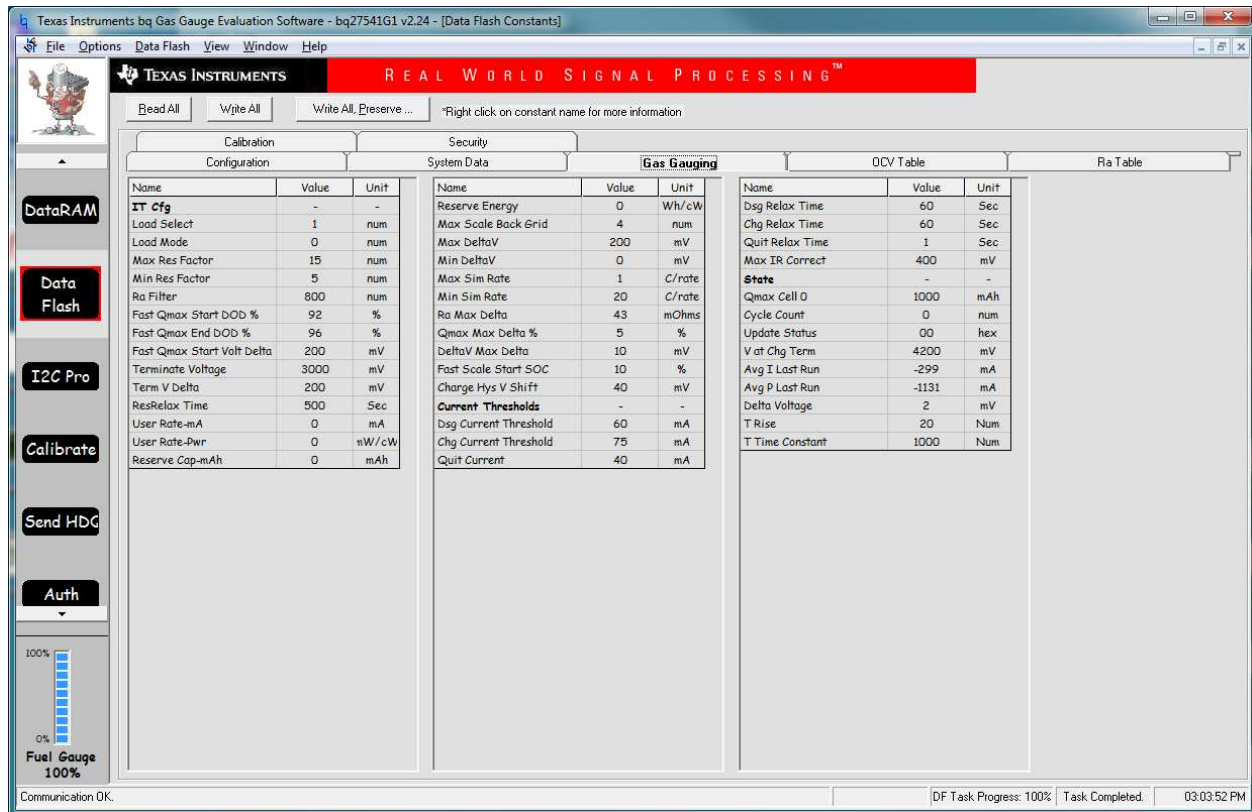 Texas Instruments bq Gas Gauge Evaluation Software - bq27541G1 v2.24 - [Data Flash Constants]
File Options Data Flash View Window Help
TEXAS INSTRUMENTS REAL WORLD SIGNAL PROCESSING™
Read All Write All Write All, Preserve ... *Right click on constant name for more information
Calibration Security
Configuration System Data Gas Gauging OCV Table Ra Table
DataRAM
Data
Flash
I2C Pro
Calibrate
Send HDQ
Auth
100%
0%
Fuel Gauge
100%
Name Value Unit
IT Cfg - -
Load Select 1 num
Load Mode 0 num
Max Res Factor 15 num
Min Res Factor 5 num
Ra Filter 800 num
Fast Qmax Start DOD % 92 %
Fast Qmax End DOD % 96 %
Fast Qmax Start Volt Delta 200 mV
Terminate Voltage 3000 mV
Term V Delta 200 mV
ResRelax Time 500 Sec
User Rate-mA 0 mA
User Rate-Pwr 0 mW/cW
Reserve Cap-mAh 0 mAh
Name Value Unit
Reserve Energy 0 Wh/cW
Max Scale Back Grid 4 num
Max DeltaV 200 mV
Min DeltaV 0 mV
Max Sim Rate 1 C/rate
Min Sim Rate 20 C/rate
Ra Max Delta 43 mOhms
Qmax Max Delta % 5 %
DeltaV Max Delta 10 mV
Fast Scale Start SOC 10 %
Charge Hys V Shift 40 mV
Current Thresholds - -
Dsg Current Threshold 60 mA
Chg Current Threshold 75 mA
Quit Current 40 mA
Name Value Unit
Dsg Relax Time 60 Sec
Chg Relax Time 60 Sec
Quit Relax Time 1 Sec
Max IR Correct 400 mV
State - -
Qmax Cell 0 1000 mAh
Cycle Count 0 num
Update Status 00 hex
V at Chg Term 4200 mV
Avg I Last Run -299 mA
Avg P Last Run -1131 mA
Delta Voltage 2 mV
T Rise 20 Num
T Time Constant 1000 Num
Communication OK. DF Task Progress: 100% Task Completed. 03:03:52 PM